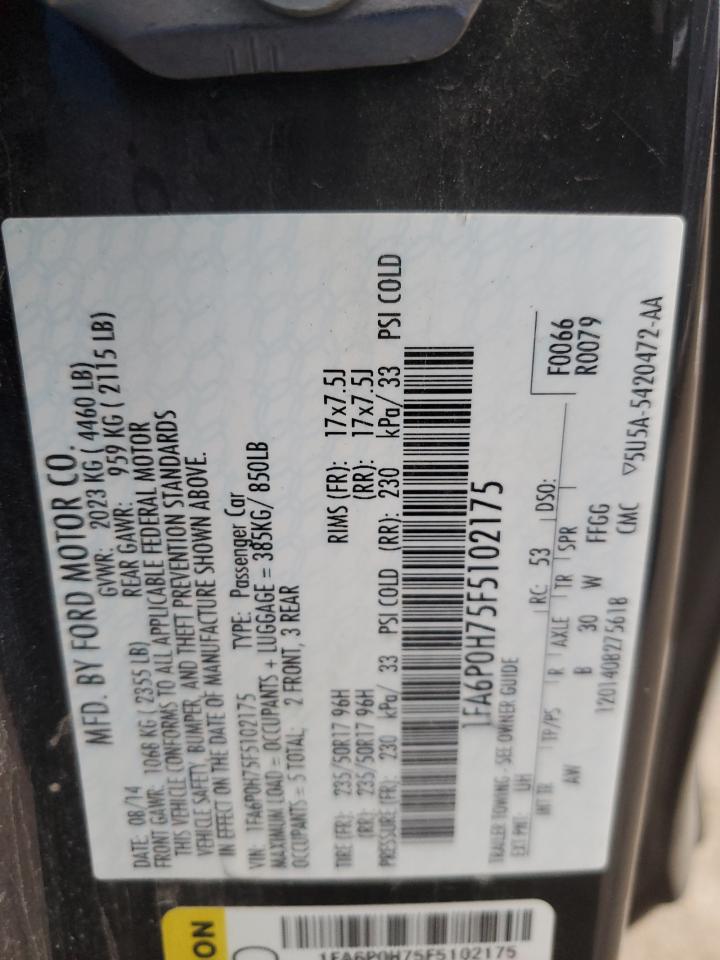 MFD. BY FORD MOTOR CO.
DATE: 08/14 GVWR: 2023 KG ( 4460 LB)
FRONT GAWR: 1068 KG ( 2355 LB) REAR GAWR: 959 KG ( 2115 LB)
THIS VEHICLE CONFORMS TO ALL APPLICABLE FEDERAL MOTOR
VEHICLE SAFETY, BUMPER, AND THEFT PREVENTION STANDARDS
IN EFFECT ON THE DATE OF MANUFACTURE SHOWN ABOVE.
VIN: 1FA6P0H75F5102175 TYPE: Passenger Car
MAXIMUM LOAD = OCCUPANTS + LUGGAGE = 385KG/ 850LB
OCCUPANTS = 5 TOTAL; 2 FRONT, 3 REAR
TIRE (FR): 235/50R17 96H RIMS (FR): 17x7.5J
(RR): 235/50R17 96H (RR): 17x7.5J
PRESSURE (FR): 230 kPa/ 33 PSI COLD (RR): 230 kPa/ 33 PSI COLD
1FA6P0H75F5102175
TRAILER TOWING - SEE OWNER GUIDE
EXT PNT: UH RC: 53 DSO: F0066
R0079
INT TR TP/PS R AXLE TR SPR
AW B 30 W FFGG
1201408275618 CMC
▽5U5A-5420472-AA
ON
1FA6P0H75F5102175